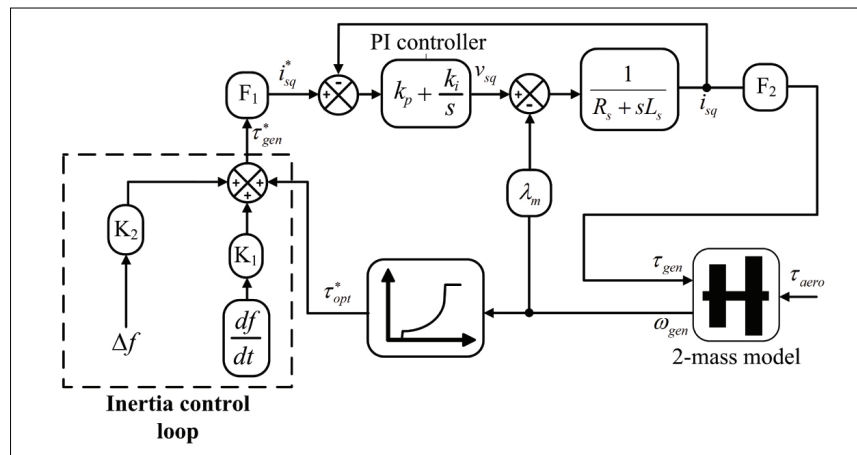 PI controller
i*sq
vsq
F1
-
+
kp + ki/s
+
-
1/(Rs + sLs)
isq
F2
τ*gen
+
+
+
λm
K2
K1
τ*opt
τgen
τaero
ωgen
Δf
df/dt
2-mass model
Inertia control
loop